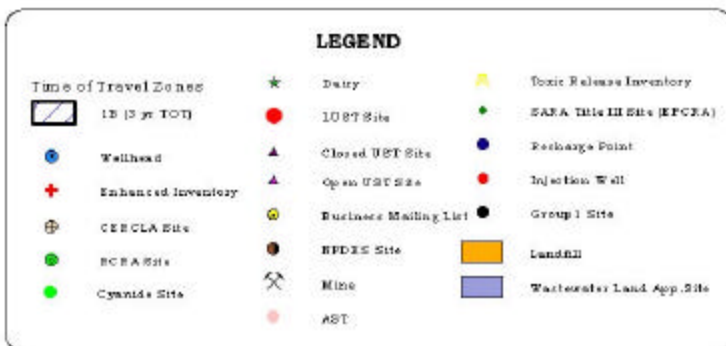 LEGEND
Time of Travel Zones
1B (3 yr TOT)
Wellhead
Enhanced Inventory
CERCLA Site
RCRA Site
Cyanide Site
Dairy
LUST Site
Closed UST Site
Open UST Site
Business Mailing List
NPDES Site
Mine
AST
Toxic Release Inventory
SARA Title III Site (EPCRA)
Recharge Point
Injection Well
Group 1 Site
Landfill
Wastewater Land App. Site